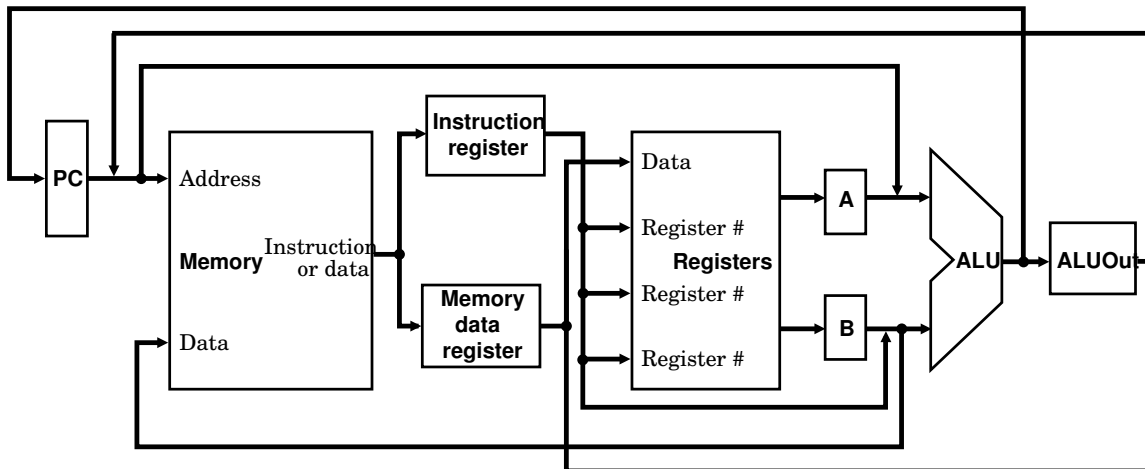 PC
Address
Memory
Instruction
or data
Data
Instruction
register
Memory
data
register
Data
Register #
Register #
Register #
Registers
A
B
ALU
ALUOut